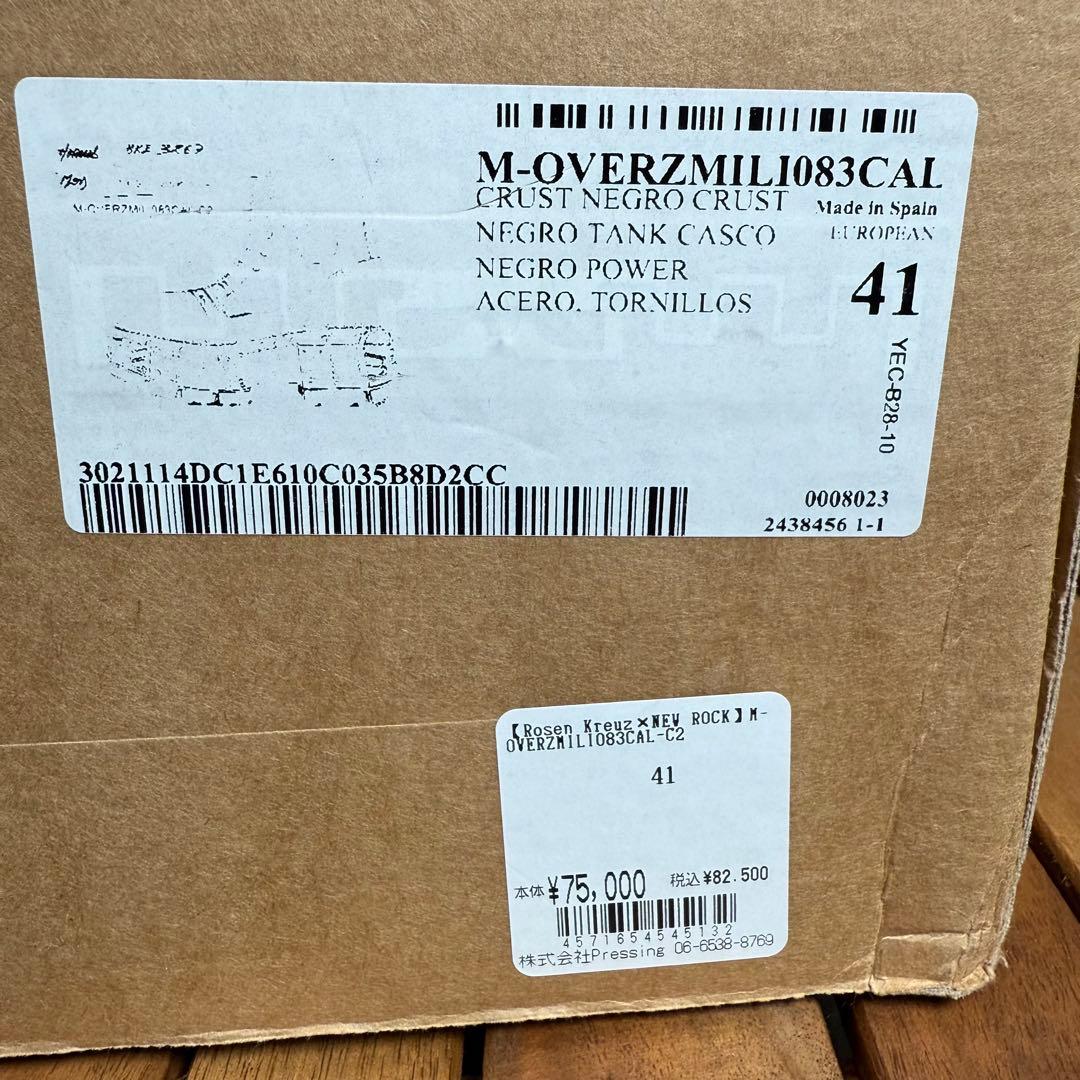 M-OVERZMILI083CAL
CRUST NEGRO CRUST
Made in Spain
NEGRO TANK CASCO
EUROPEAN
NEGRO POWER
41
ACERO. TORNILLOS
YEC-B28-10
M-OVERZMILI083CAL-C2
3021114DC1E610C035B8D2CC
0008023
2438456 1-1
【Rosen Kreuz×NEW ROCK】M-
OVERZMILI083CAL-C2
41
本体¥75,000 税込¥82.500
4571654545132
株式会社Pressing 06-6538-8769